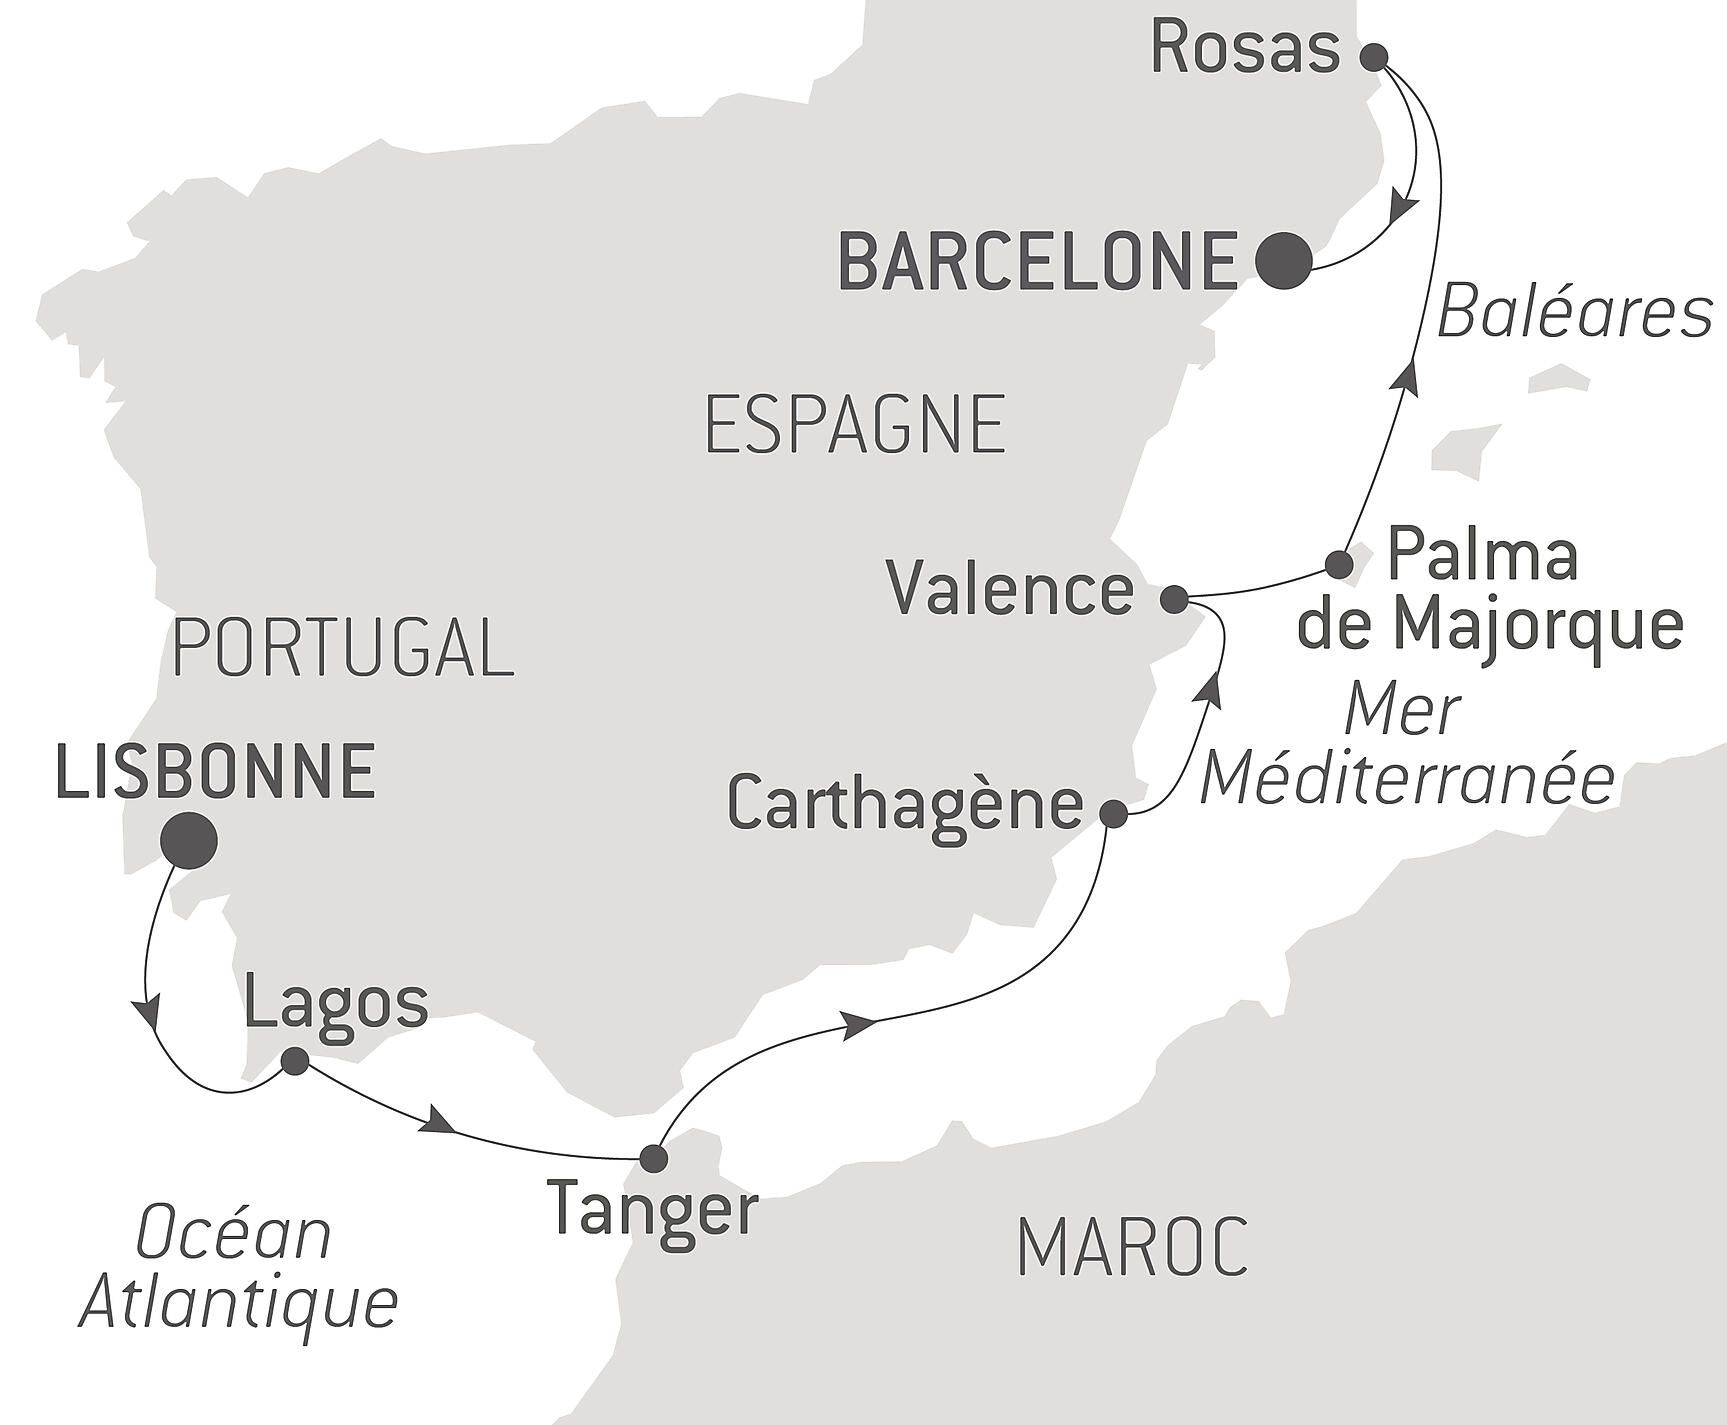 Rosas
BARCELONE
Baléares
ESPAGNE
Valence
Palma
de Majorque
PORTUGAL
Mer
Méditerranée
LISBONNE
Carthagène
Lagos
Tanger
Océan
Atlantique
MAROC